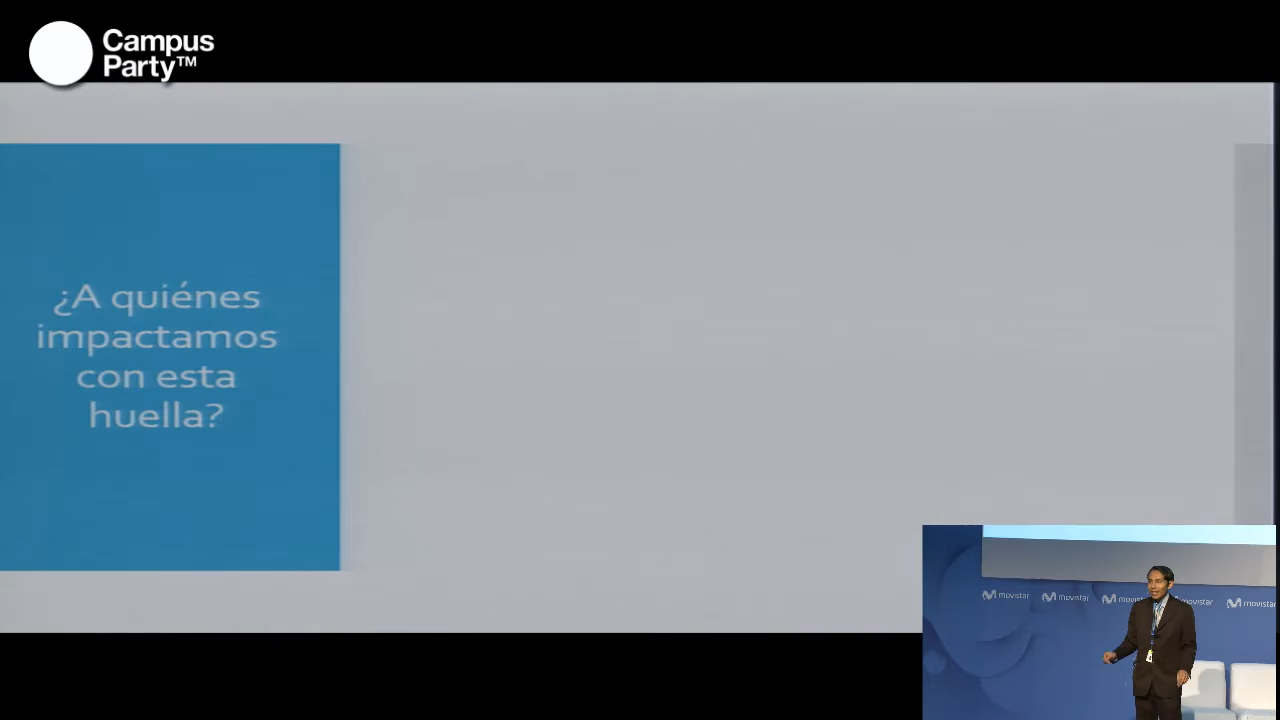 Campus
Party™
¿A quiénes
impactamos
con esta
huella?
movistar
movistar
movistar
movistar
movistar